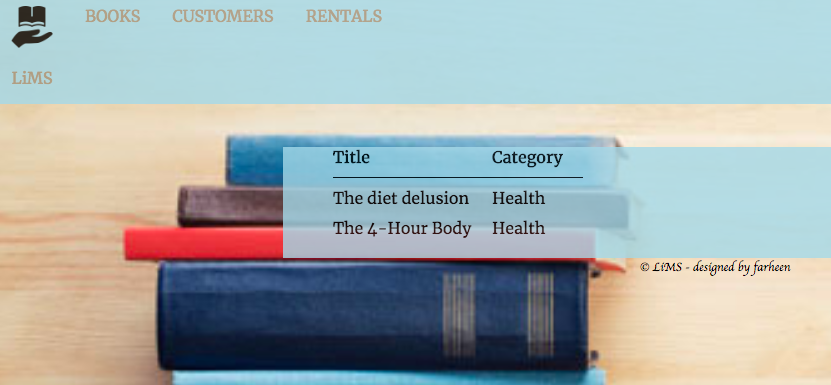 BOOKS CUSTOMERS RENTALS
LiMS
Title Category
The diet delusion Health
The 4-Hour Body Health
© LiMS - designed by farheen